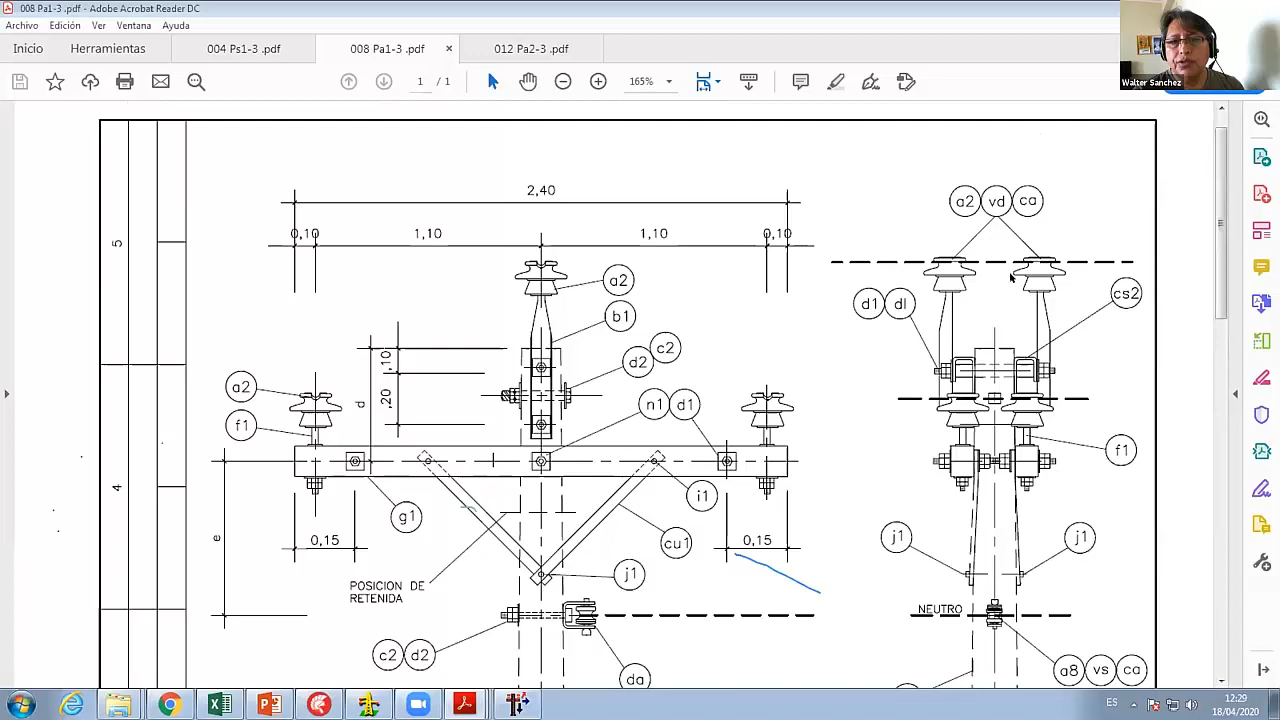 008 Pa1-3 .pdf - Adobe Acrobat Reader DC
Archivo Edición Ver Ventana Ayuda
Inicio Herramientas 004 Ps1-3 .pdf 008 Pa1-3 .pdf × 012 Pa2-3 .pdf
1 / 1 165%
Walter Sanchez
5
4
2,40
0,10 1,10 1,10 0,10
a2 vd ca
a2
b1
d1 dl
cs2
c2
d2
,10
,20
d
a2
n1 d1
f1
f1
g1
i1
e
0,15
cu1
0,15
j1 j1
POSICION DE
RETENIDA
j1
NEUTRO
c2 d2
da
a8 vs ca
ES
12:29
18/04/2020